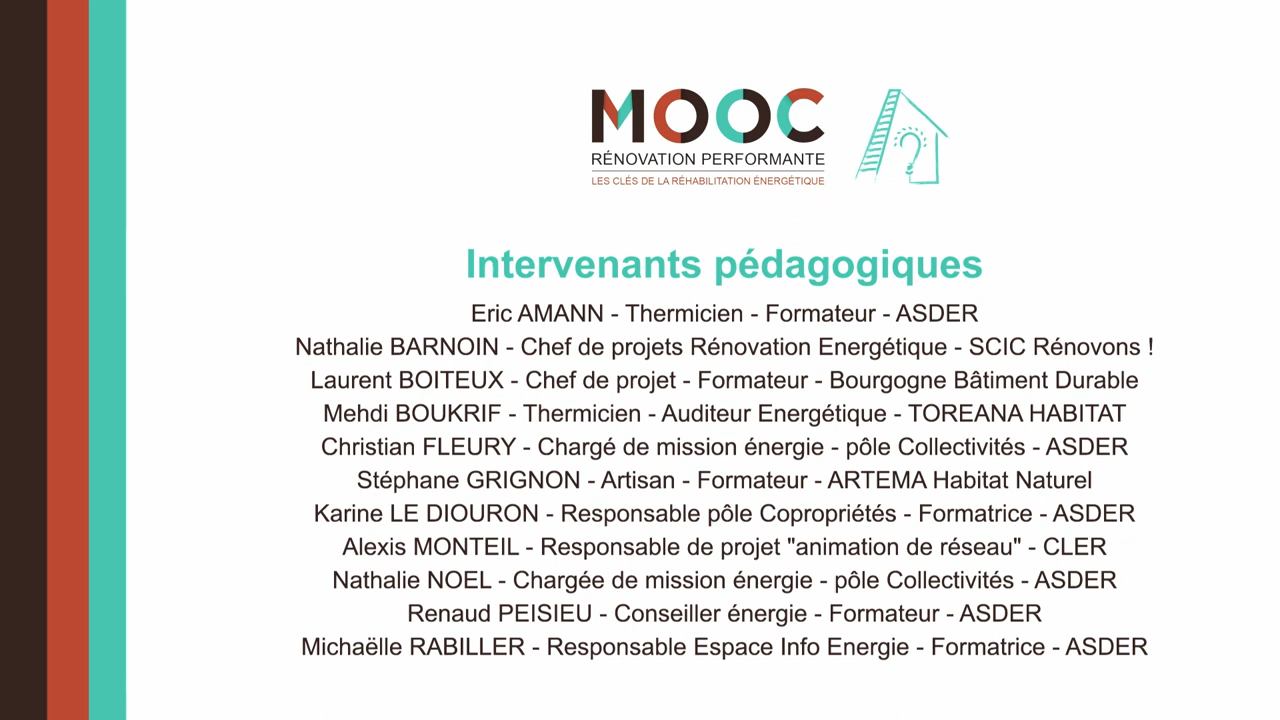 MOOC
RÉNOVATION PERFORMANTE
LES CLÉS DE LA RÉHABILITATION ÉNERGÉTIQUE
Intervenants pédagogiques
Eric AMANN - Thermicien - Formateur - ASDER
Nathalie BARNOIN - Chef de projets Rénovation Energétique - SCIC Rénovons !
Laurent BOITEUX - Chef de projet - Formateur - Bourgogne Bâtiment Durable
Mehdi BOUKRIF - Thermicien - Auditeur Energétique - TOREANA HABITAT
Christian FLEURY - Chargé de mission énergie - pôle Collectivités - ASDER
Stéphane GRIGNON - Artisan - Formateur - ARTEMA Habitat Naturel
Karine LE DIOURON - Responsable pôle Copropriétés - Formatrice - ASDER
Alexis MONTEIL - Responsable de projet "animation de réseau" - CLER
Nathalie NOEL - Chargée de mission énergie - pôle Collectivités - ASDER
Renaud PEISIEU - Conseiller énergie - Formateur - ASDER
Michaëlle RABILLER - Responsable Espace Info Energie - Formatrice - ASDER